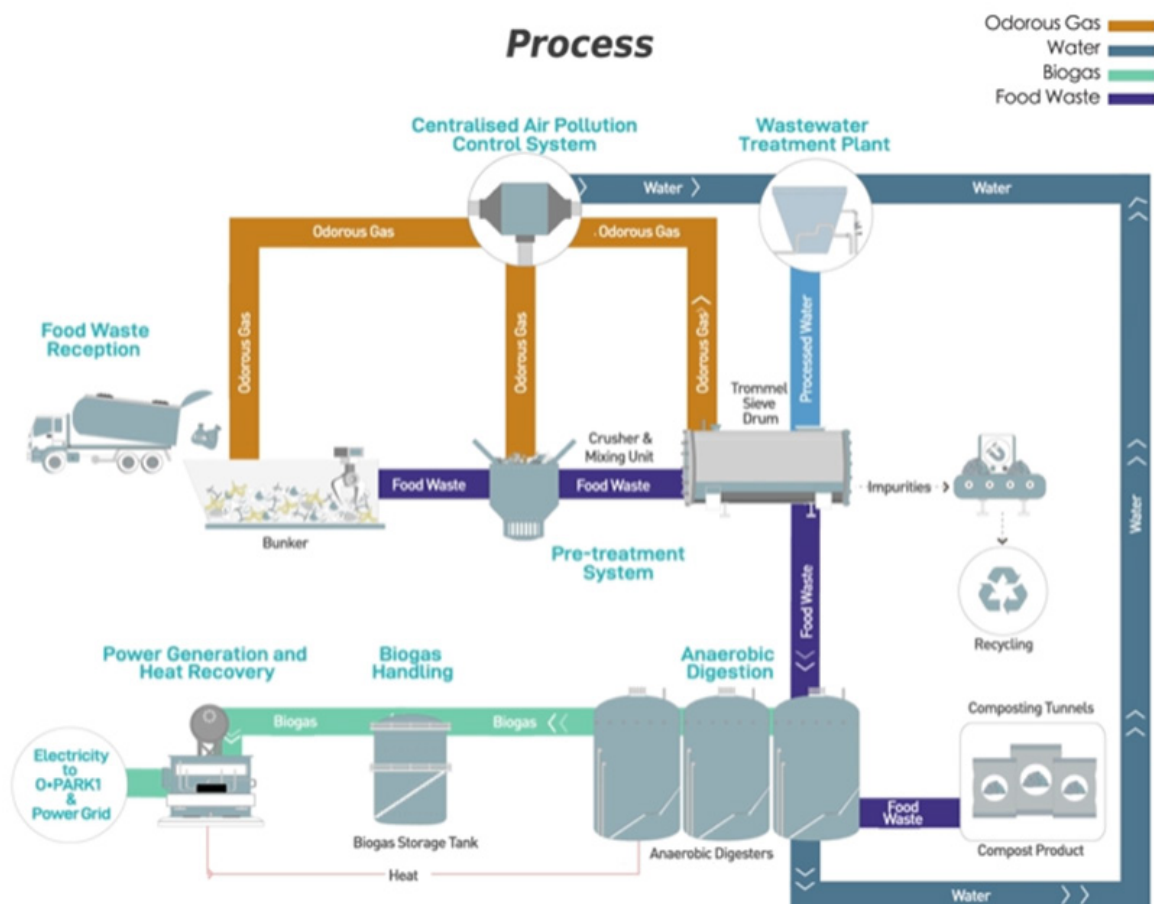 Process
Odorous Gas
Water
Biogas
Food Waste
Centralised Air Pollution
Control System
Wastewater
Treatment Plant
Water
Water
Odorous Gas
Odorous Gas
Food Waste
Reception
Odorous Gas
Odorous Gas
Odorous Gas
Processed Water
Trommel
Sieve
Drum
Crusher &
Mixing Unit
Food Waste
Food Waste
Impurities
Water
Bunker
Pre-treatment
System
Food Waste
Recycling
Power Generation and
Heat Recovery
Biogas
Handling
Anaerobic
Digestion
Composting Tunnels
Biogas
Biogas
Electricity
to
O•PARK1
&
Power Grid
Food
Waste
Biogas Storage Tank
Anaerobic Digesters
Compost Product
Heat
Water